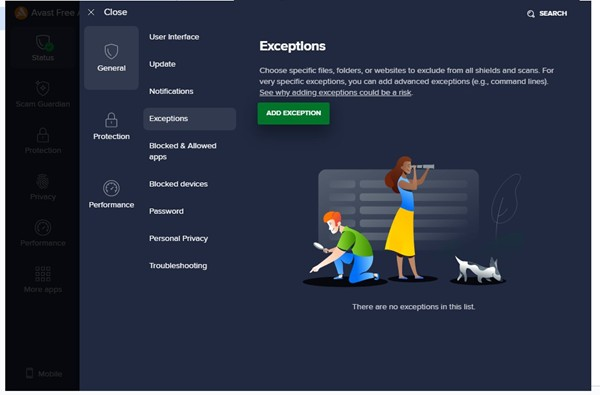 Avast Free A
Close
SEARCH
Status
Scam Guardian
Protection
Privacy
Performance
More apps
Mobile
General
Protection
Performance
User Interface
Update
Notifications
Exceptions
Blocked & Allowed
apps
Blocked devices
Password
Personal Privacy
Troubleshooting
Exceptions
Choose specific files, folders, or websites to exclude from all shields and scans. For
very specific exceptions, you can add advanced exceptions (e.g., command lines).
See why adding exceptions could be a risk.
ADD EXCEPTION
There are no exceptions in this list.